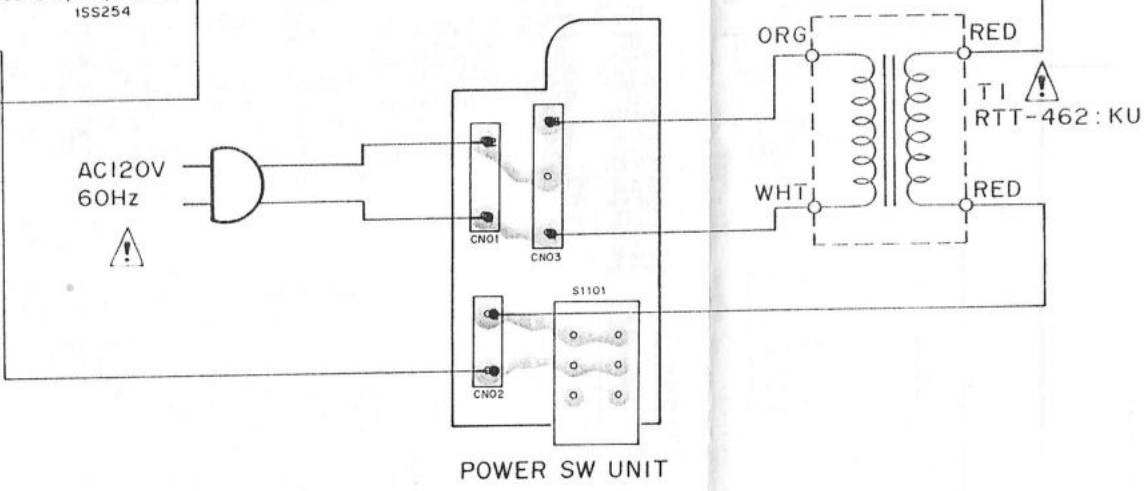 1SS254
ORG
RED
T1
RTT-462:KU
AC120V
60Hz
WHT
RED
CN01
CN03
S1101
CN02
POWER SW UNIT